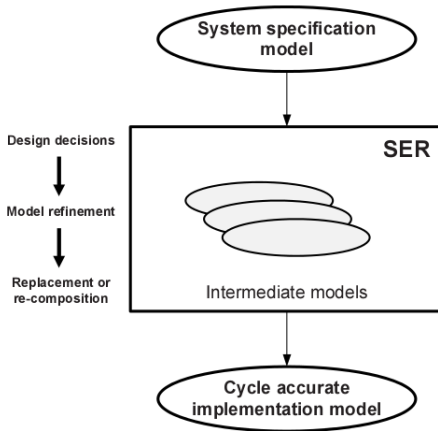 System specification
model
SER
Design decisions
Model refinement
Replacement or
re-composition
Intermediate models
Cycle accurate
implementation model